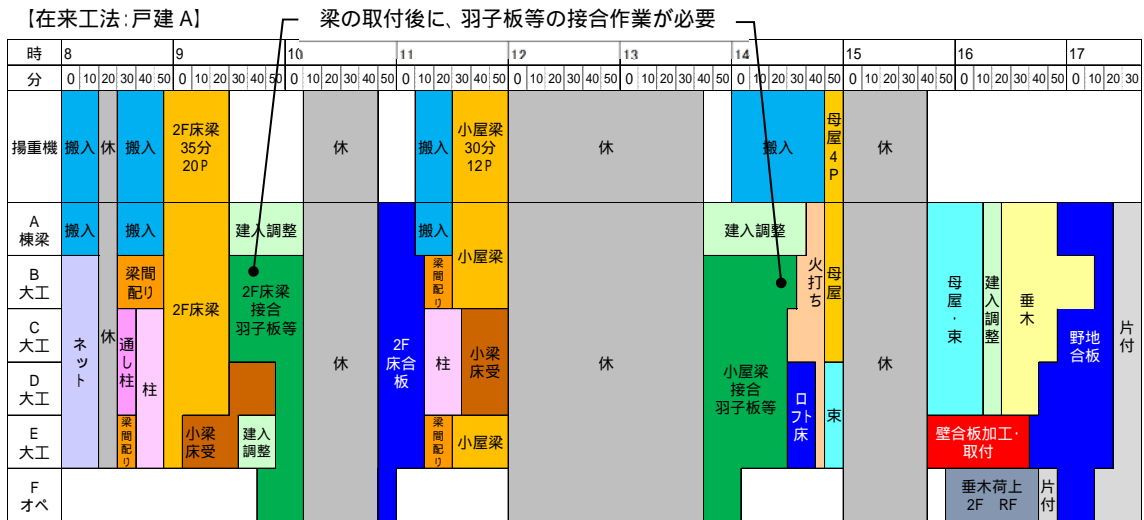 【在来工法：戸建 A】
梁の取付後に、羽子板等の接合作業が必要
時 8 9 10 11 12 13 14 15 16 17
分 0 10 20 30 40 50 0 10 20 30 40 50 0 10 20 30 40 50 0 10 20 30 40 50 0 10 20 30 40 50 0 10 20 30 40 50 0 10 20 30 40 50 0 10 20 30 40 50 0 10 20 30 40 50 0 10 20 30
揚重機
搬入
休
搬入
2F床梁
35分
20P
休
搬入
小屋梁
30分
12P
休
搬入
母屋4P
休
A
棟梁
搬入
搬入
建入調整
搬入
小屋梁
建入調整
B
大工
梁間
配り
2F床梁
2F床梁
接合
羽子板等
梁間配り
火打ち
母屋
母屋・束
建入調整
垂木
C
大工
ネット
休
通し柱
柱
休
2F
床合
板
柱
小梁
床受
休
小屋梁
接合
羽子板等
休
野地
合板
片付
D
大工
ロフト床
束
E
大工
梁間配り
小梁
床受
建入
調整
梁間配り
小屋梁
壁合板加工・
取付
F
オペ
垂木荷上
2F RF
片付